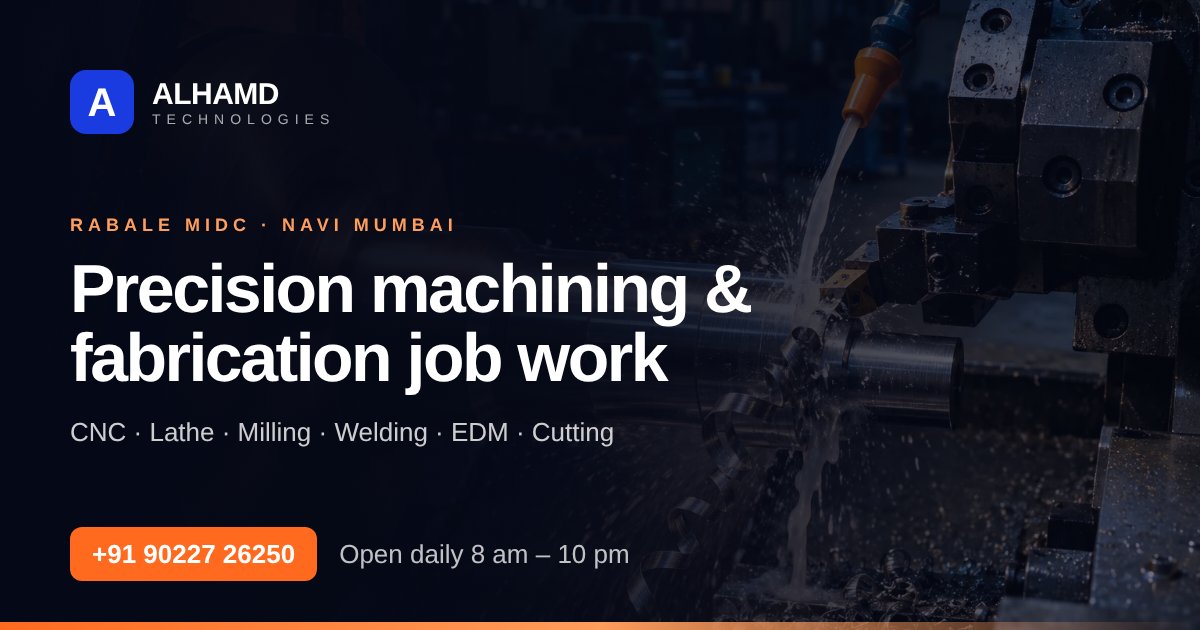 A
ALHAMD
TECHNOLOGIES
RABALE MIDC · NAVI MUMBAI
Precision machining &
fabrication job work
CNC · Lathe · Milling · Welding · EDM · Cutting
+91 90227 26250
Open daily 8 am – 10 pm